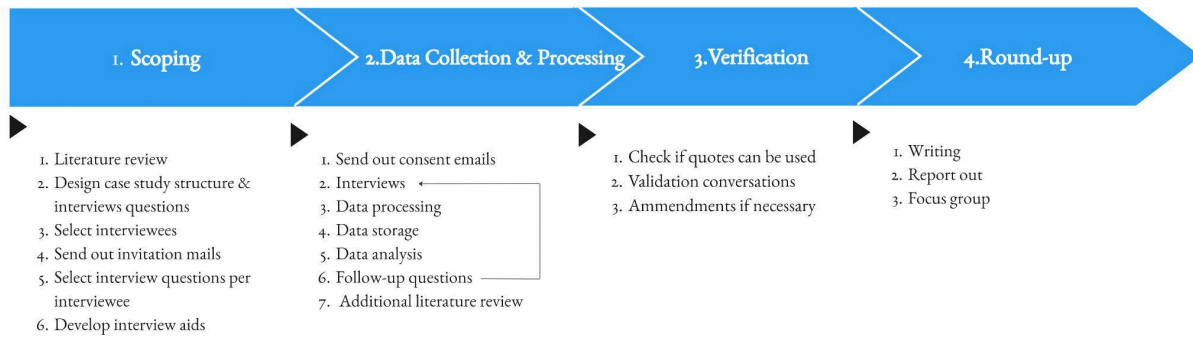 1. Scoping
2.Data Collection & Processing
3.Verification
4.Round-up
1. Literature review
2. Design case study structure &
interviews questions
3. Select interviewees
4. Send out invitation mails
5. Select interview questions per
interviewee
6. Develop interview aids
1. Send out consent emails
2. Interviews
3. Data processing
4. Data storage
5. Data analysis
6. Follow-up questions
7. Additional literature review
1. Check if quotes can be used
2. Validation conversations
3. Ammendments if necessary
1. Writing
2. Report out
3. Focus group